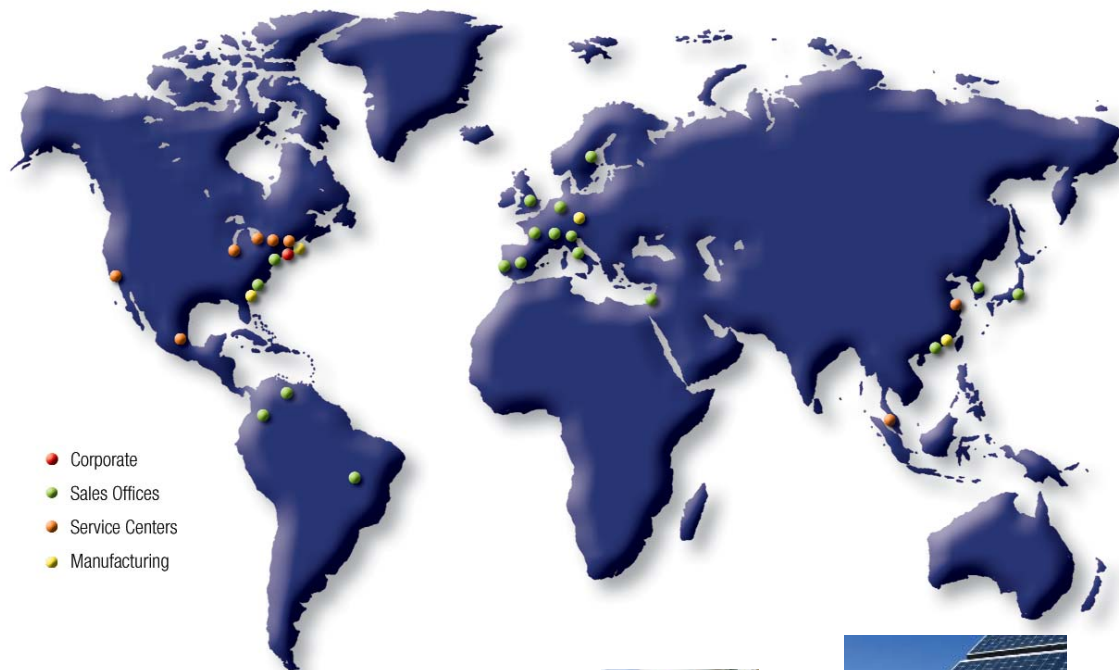 Corporate
Sales Offices
Service Centers
Manufacturing